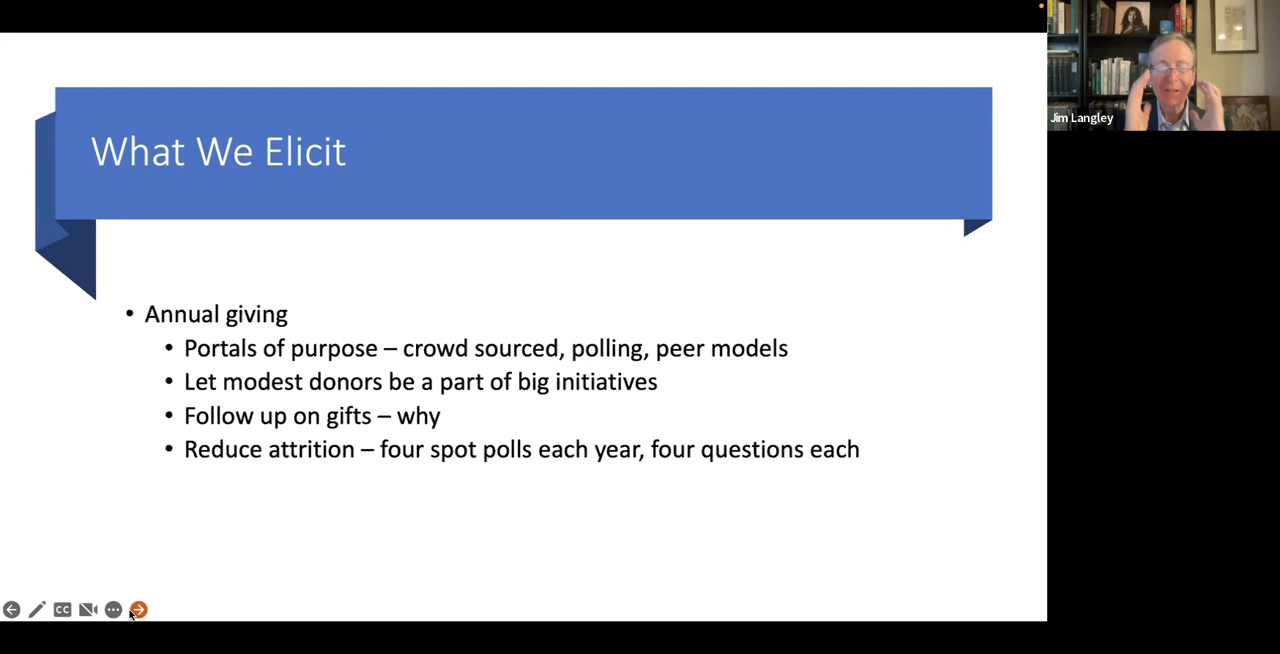 What We Elicit
• Annual giving
• Portals of purpose – crowd sourced, polling, peer models
• Let modest donors be a part of big initiatives
• Follow up on gifts – why
• Reduce attrition – four spot polls each year, four questions each
Jim Langley
CC